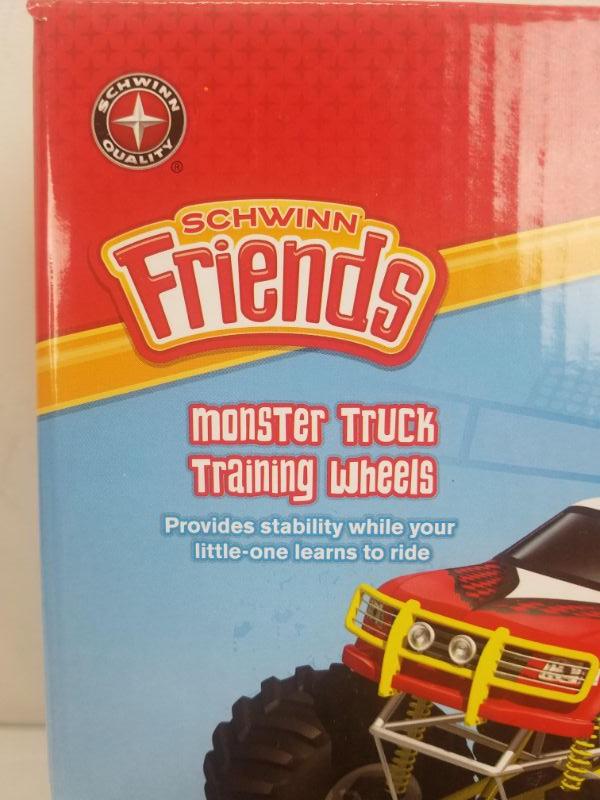 SCHWINN
QUALITY
®
SCHWINN
Friends
monster Truck
Training Wheels
Provides stability while your
little-one learns to ride